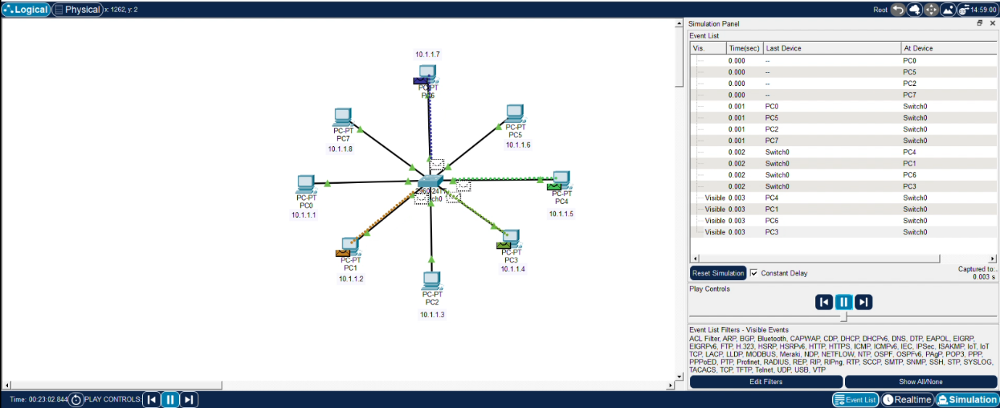 Logical Physical x: 1262, y: 2 Root 14:59:00
Simulation Panel
Event List
Vis. Time(sec) Last Device At Device
0.000 -- PC0
0.000 -- PC5
0.000 -- PC2
0.000 -- PC7
0.001 PC0 Switch0
0.001 PC5 Switch0
0.001 PC2 Switch0
0.001 PC7 Switch0
0.002 Switch0 PC4
0.002 Switch0 PC1
0.002 Switch0 PC6
0.002 Switch0 PC3
Visible 0.003 PC4 Switch0
Visible 0.003 PC1 Switch0
Visible 0.003 PC6 Switch0
Visible 0.003 PC3 Switch0
Reset Simulation Constant Delay Captured to:
0.003 s
Play Controls
Event List Filters - Visible Events
ACL Filter, ARP, BGP, Bluetooth, CAPWAP, CDP, DHCP, DHCPv6, DNS, DTP, EAPOL, EIGRP,
EIGRPv6, FTP, H.323, HSRP, HSRPv6, HTTP, HTTPS, ICMP, ICMPv6, IEC, IPSec, ISAKMP, IoT, IoT
TCP, LACP, LLDP, MODBUS, Meraki, NDP, NETFLOW, NTP, OSPF, OSPFv6, PAgP, POP3, PPP,
PPPoED, PTP, Profinet, RADIUS, REP, RIP, RIPng, RTP, SCCP, SMTP, SNMP, SSH, STP, SYSLOG,
TACACS, TCP, TFTP, Telnet, UDP, USB, VTP
Edit Filters Show All/None
10.1.1.7
PC-PT
PC6
PC-PT
PC7
10.1.1.8
PC-PT
PC5
10.1.1.6
PC-PT
PC0
10.1.1.1
PC-PT
PC4
10.1.1.5
PC-PT
PC1
10.1.1.2
PC-PT
PC3
10.1.1.4
PC-PT
PC2
10.1.1.3
Time: 00:23:02.844 PLAY CONTROLS: Event List Realtime Simulation